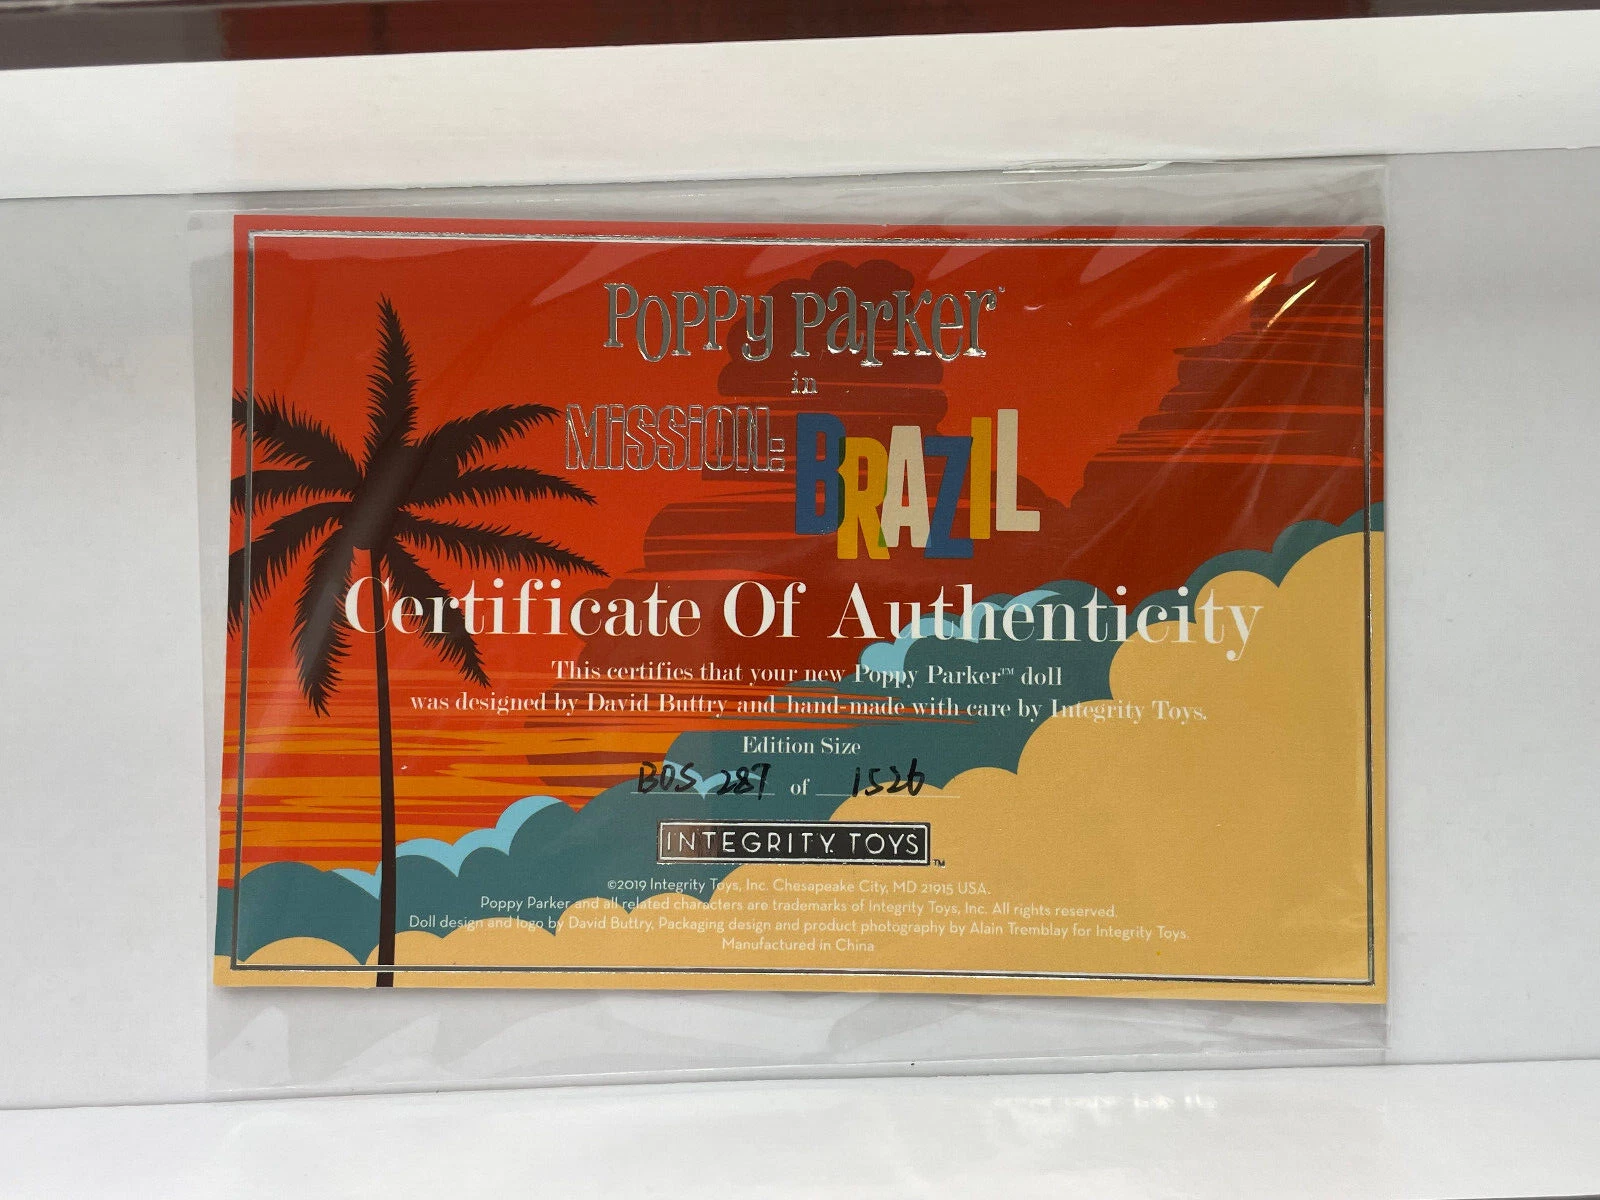 Poppy Parker™
in
Mission: BRAZIL
Certificate Of Authenticity
This certifies that your new Poppy Parker™ doll
was designed by David Buttry and hand-made with care by Integrity Toys.
Edition Size
BOS 287 of 1526
INTEGRITY TOYS™
©2019 Integrity Toys, Inc. Chesapeake City, MD 21915 USA.
Poppy Parker and all related characters are trademarks of Integrity Toys, Inc. All rights reserved.
Doll design and logo by David Buttry. Packaging design and product photography by Alain Tremblay for Integrity Toys.
Manufactured in China